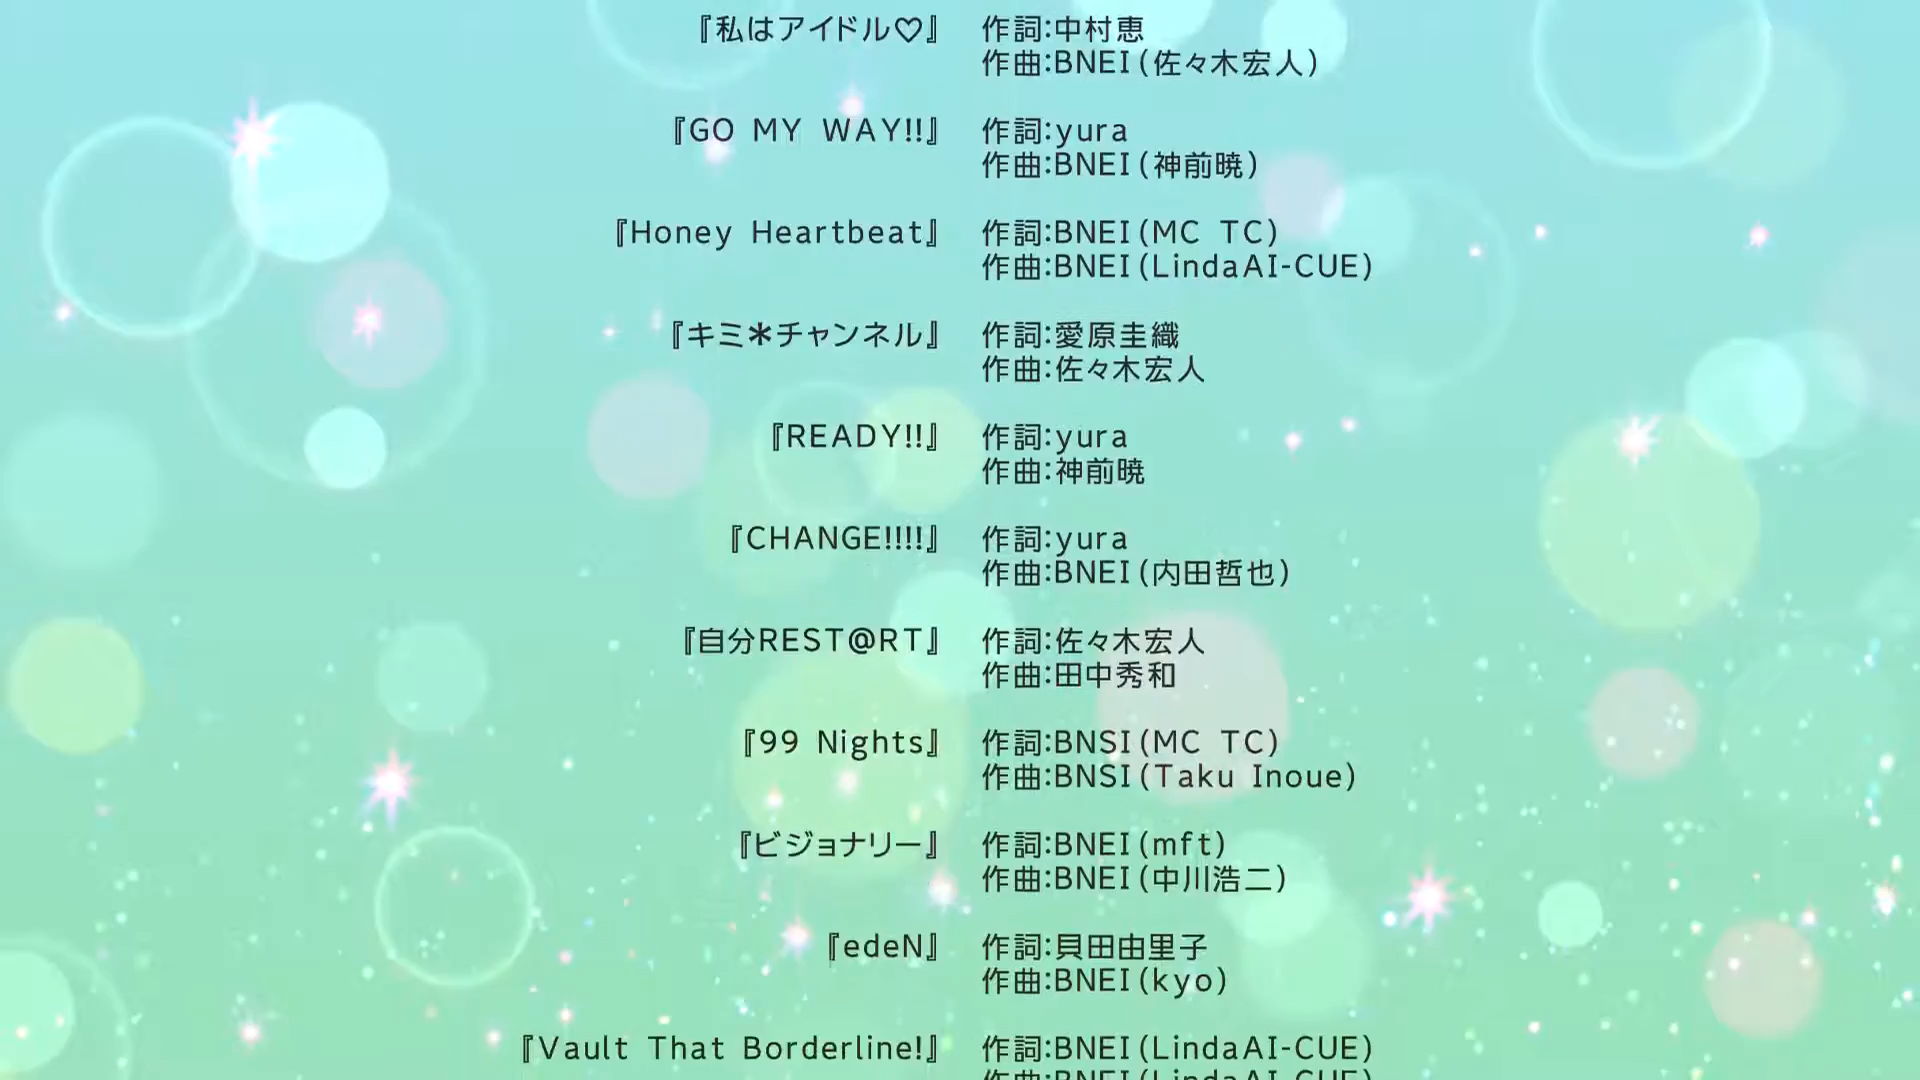 『私はアイドル♡』 作詞:中村恵
作曲:BNEI(佐々木宏人)
『GO MY WAY!!』 作詞:yura
作曲:BNEI(神前暁)
『Honey Heartbeat』 作詞:BNEI(MC TC)
作曲:BNEI(LindaAI-CUE)
『キミ*チャンネル』 作詞:愛原圭織
作曲:佐々木宏人
『READY!!』 作詞:yura
作曲:神前暁
『CHANGE!!!!』 作詞:yura
作曲:BNEI(内田哲也)
『自分REST@RT』 作詞:佐々木宏人
作曲:田中秀和
『99 Nights』 作詞:BNSI(MC TC)
作曲:BNSI(Taku Inoue)
『ビジョナリー』 作詞:BNEI(mft)
作曲:BNEI(中川浩二)
『edeN』 作詞:貝田由里子
作曲:BNEI(kyo)
『Vault That Borderline!』 作詞:BNEI(LindaAI-CUE)
作曲:BNEI(LindaAI-CUE)